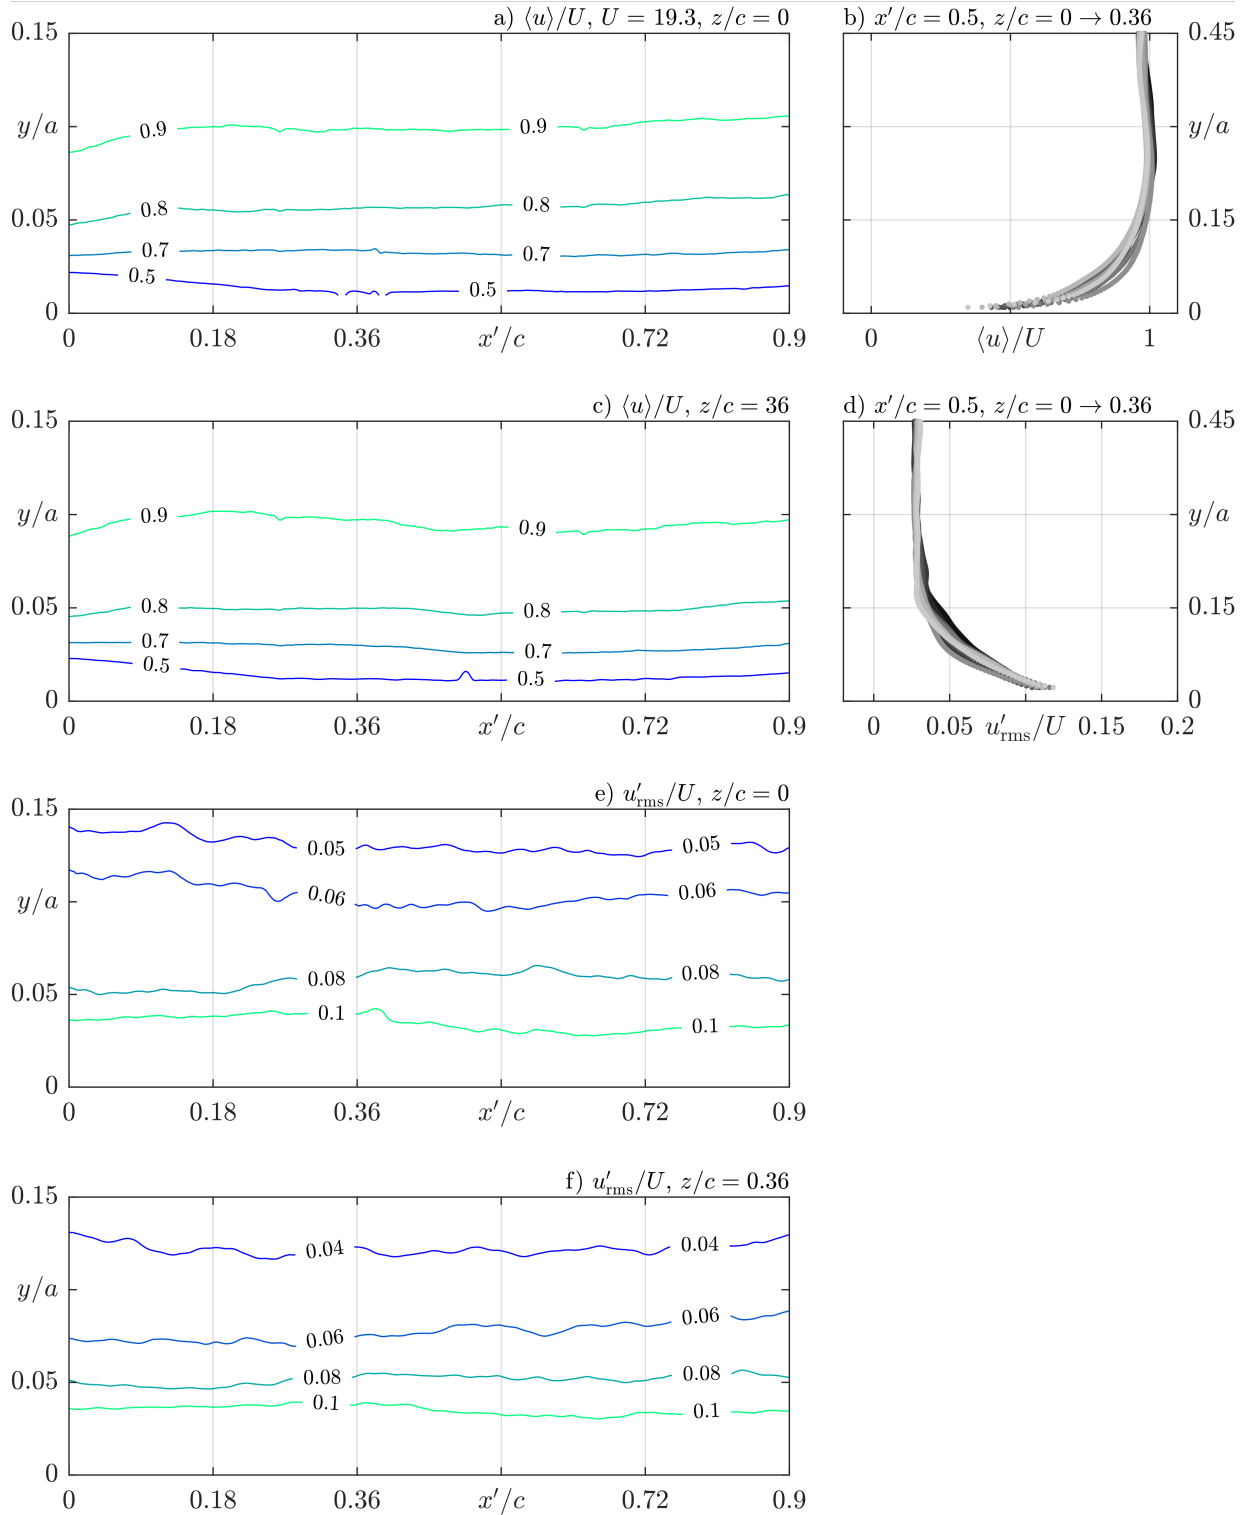 a) ⟨u⟩/U, U = 19.3, z/c = 0
0.15
y/a
0.05
0
0.9
0.9
0.8
0.8
0.7
0.7
0.5
0.5
0 0.18 0.36 x′/c 0.72 0.9
b) x′/c = 0.5, z/c = 0 → 0.36
0.45
y/a
0.15
0
0 ⟨u⟩/U 1
c) ⟨u⟩/U, z/c = 36
0.15
y/a
0.05
0
0.9
0.9
0.8
0.8
0.7
0.7
0.5
0.5
0 0.18 0.36 x′/c 0.72 0.9
d) x′/c = 0.5, z/c = 0 → 0.36
0.45
y/a
0.15
0
0 0.05 u′rms/U 0.15 0.2
e) u′rms/U, z/c = 0
0.15
y/a
0.05
0
0.05
0.05
0.06
0.06
0.08
0.08
0.1
0.1
0 0.18 0.36 x′/c 0.72 0.9
f) u′rms/U, z/c = 0.36
0.15
y/a
0.05
0
0.04
0.04
0.06
0.06
0.08
0.08
0.1
0.1
0 0.18 0.36 x′/c 0.72 0.9